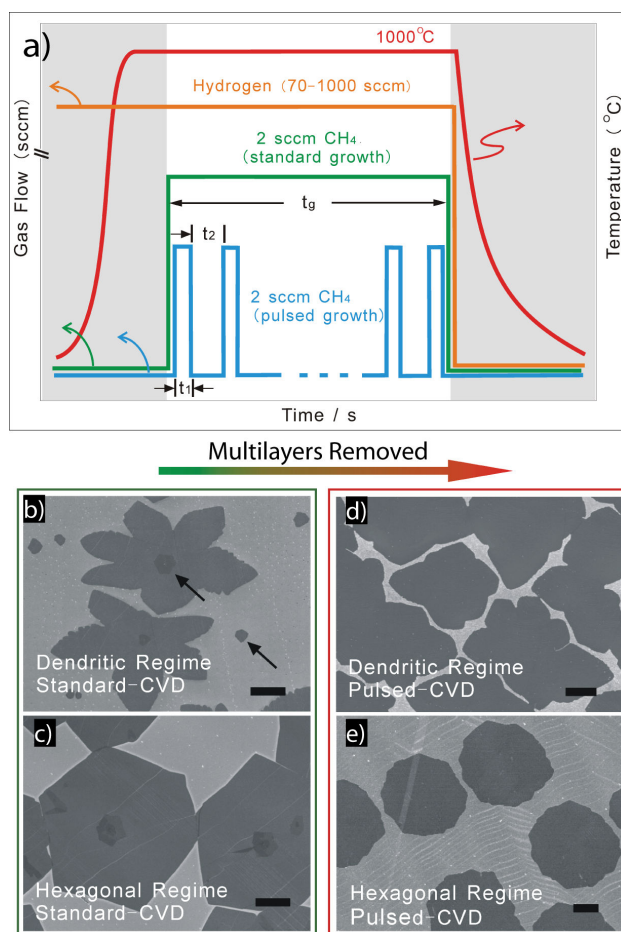 a)
1000°C
Hydrogen (70-1000 sccm)
2 sccm CH4
(standard growth)
tg
t2
2 sccm CH4
(pulsed growth)
t1
Gas Flow (sccm)
Temperature (°C)
Time / s
Multilayers Removed
b)
Dendritic Regime
Standard-CVD
d)
Dendritic Regime
Pulsed-CVD
c)
Hexagonal Regime
Standard-CVD
e)
Hexagonal Regime
Pulsed-CVD